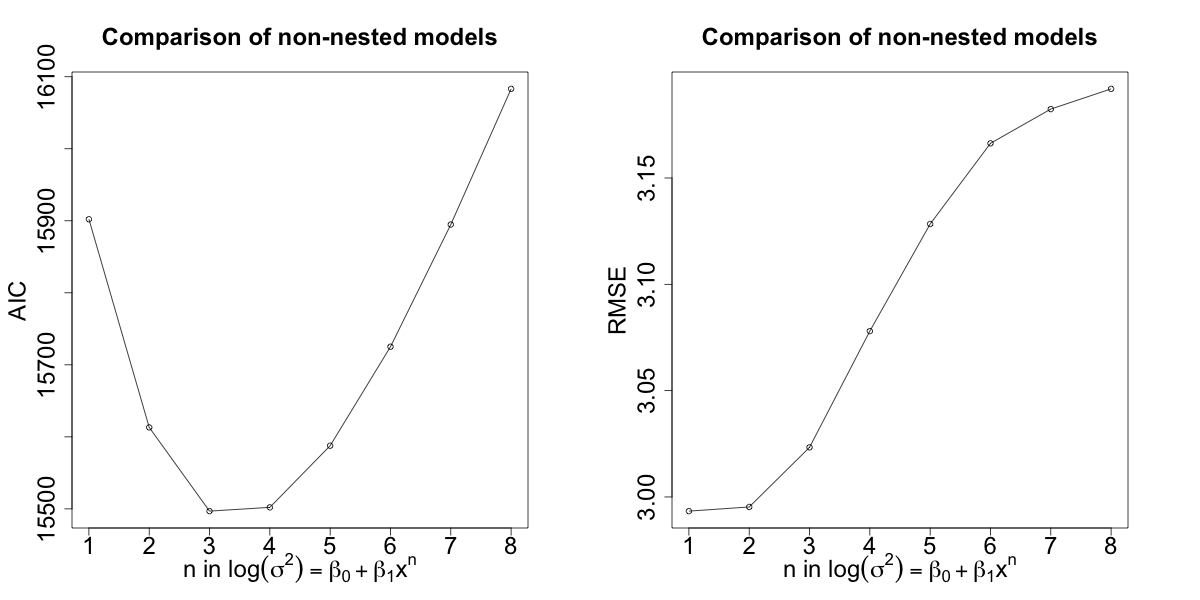 Comparison of non-nested models
AIC
16100
15900
15700
15500
1 2 3 4 5 6 7 8
n in log(σ²) = β₀ + β₁xⁿ
Comparison of non-nested models
RMSE
3.15
3.10
3.05
3.00
1 2 3 4 5 6 7 8
n in log(σ²) = β₀ + β₁xⁿ